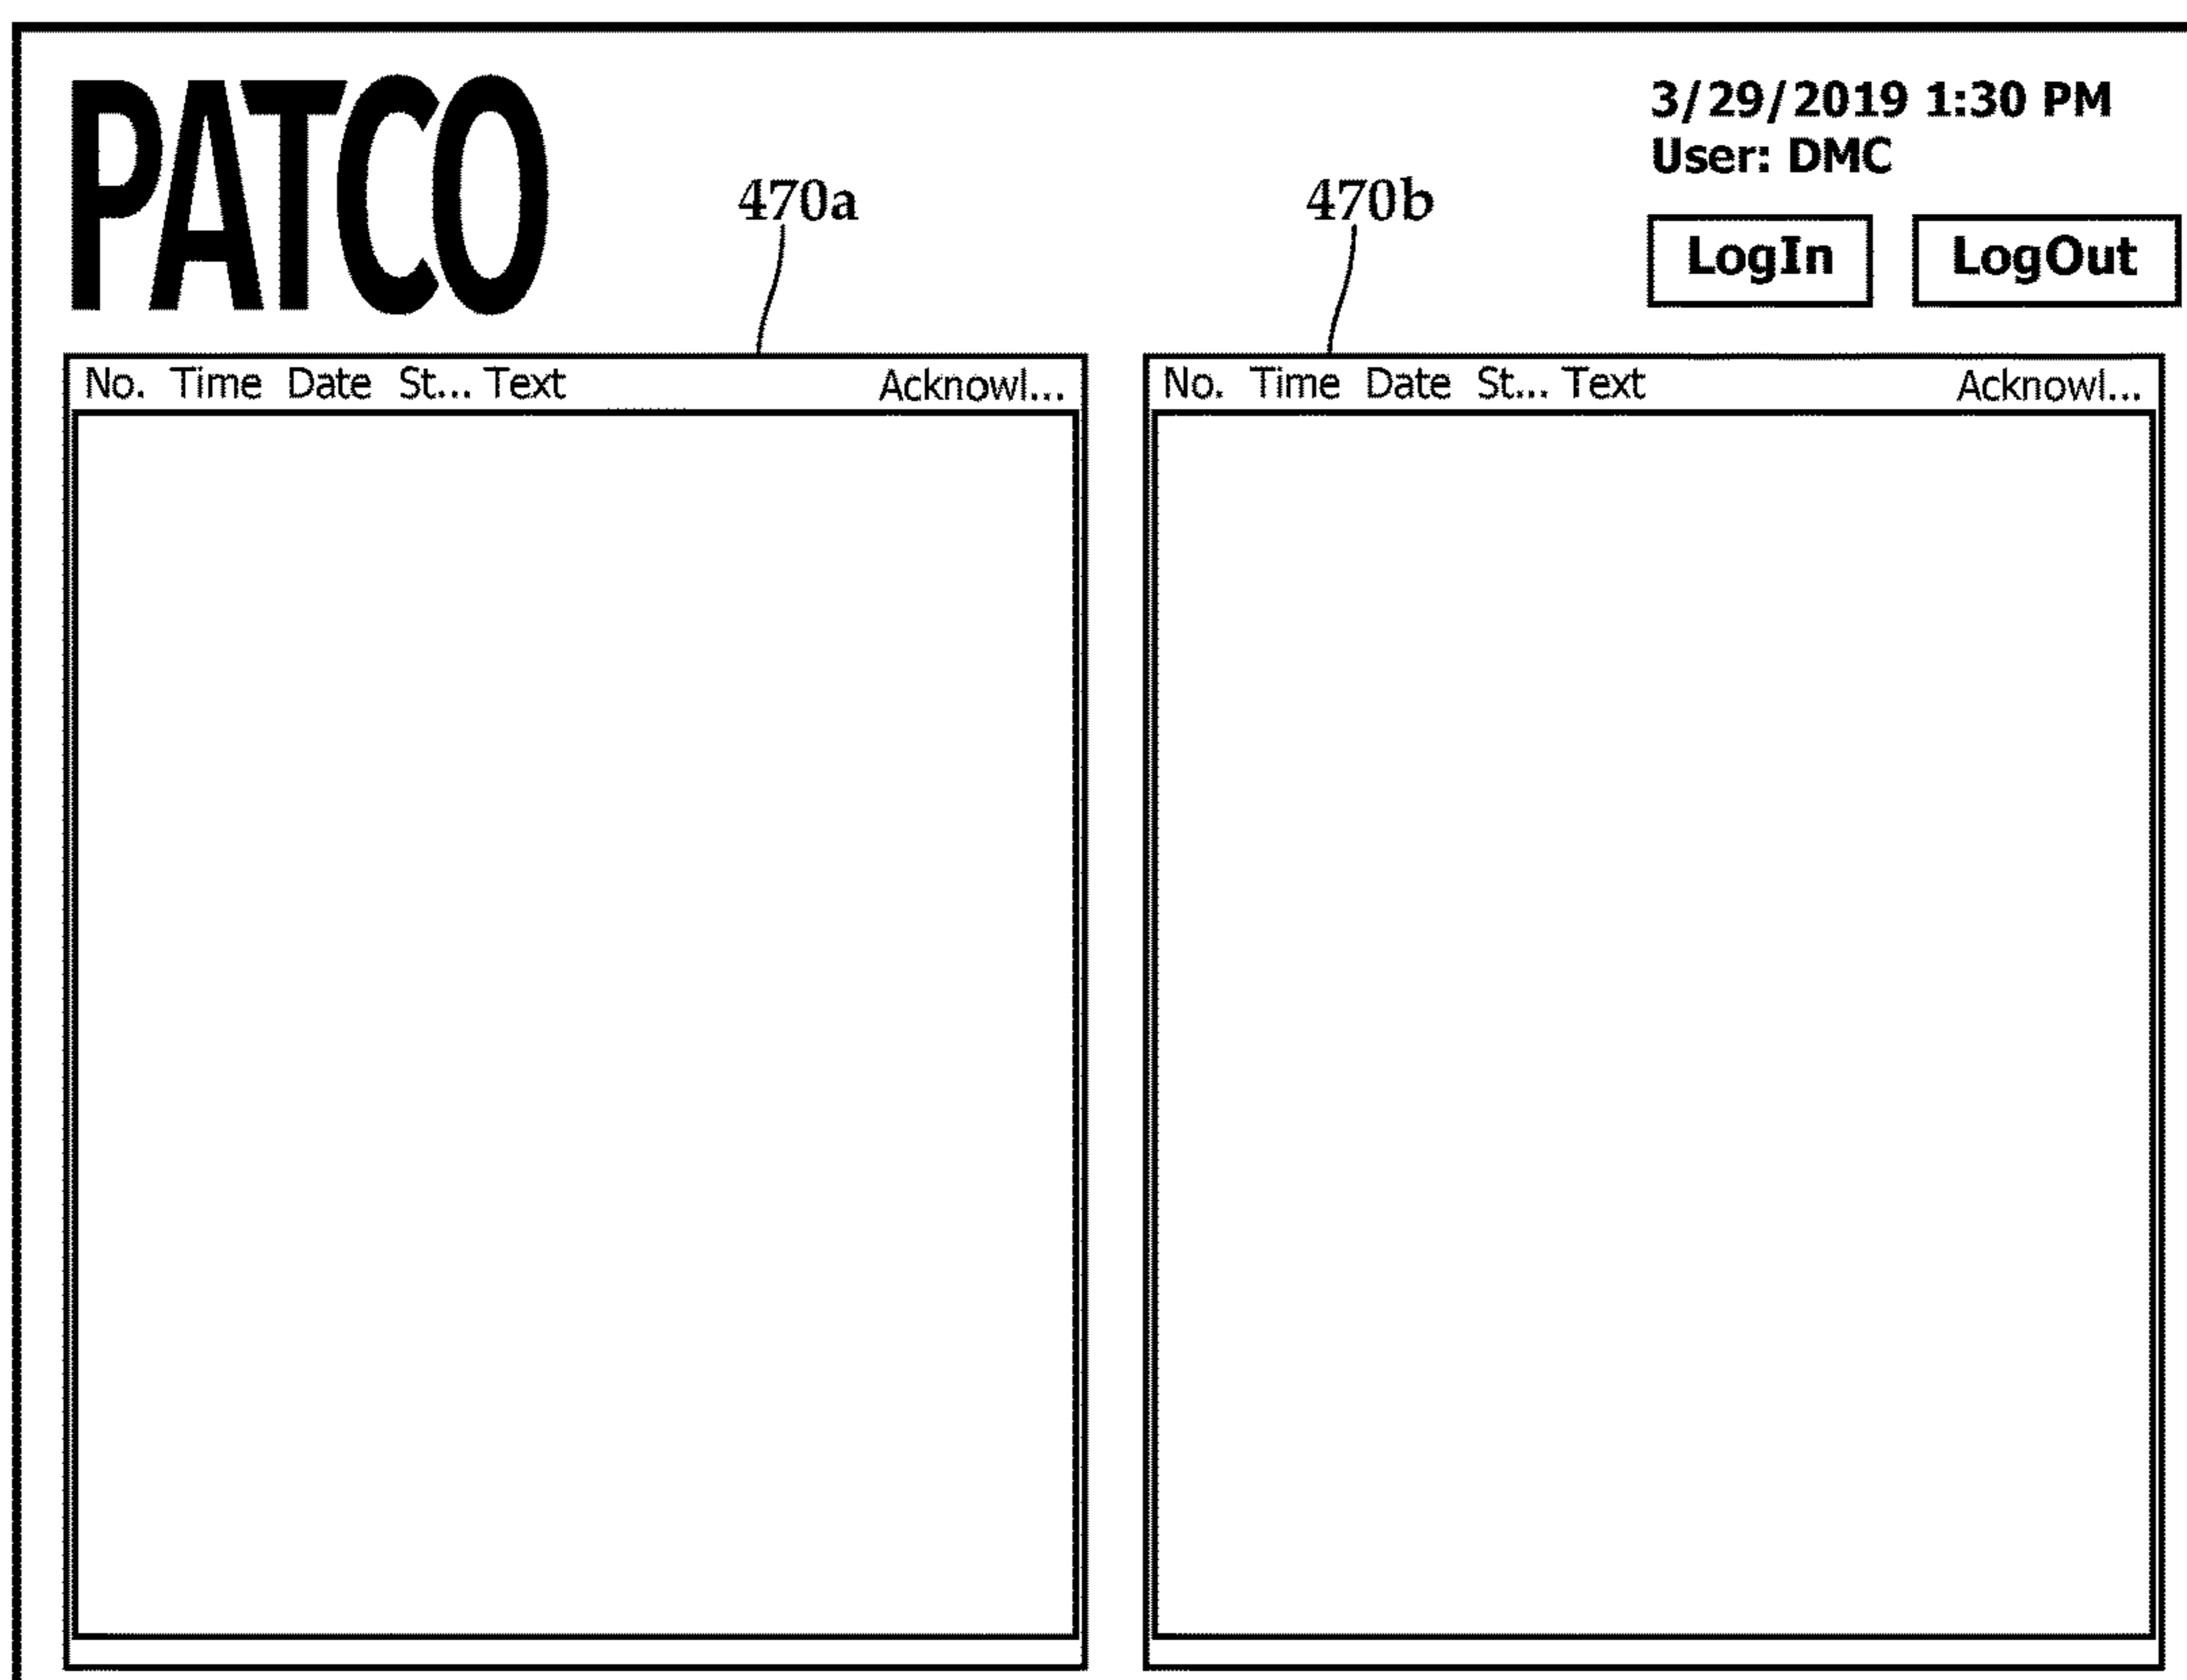 PATCO
3/29/2019 1:30 PM
User: DMC
470a
470b
LogIn
LogOut
No. Time Date St... Text Acknowl...
No. Time Date St... Text Acknowl...